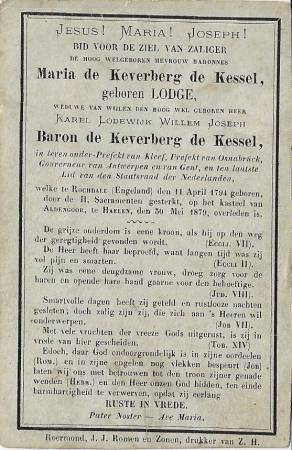 Jesus! Maria! Joseph!
BID VOOR DE ZIEL VAN ZALIGER
DE HOOG WELGEBOREN MEVROUW BARONNES
Maria de Keverberg de Kessel,
geboren LODGE,
WEDUWE VAN WIJLEN DEN HOOG WEL GEBOREN HEER
Karel Lodewijk Willem Joseph
Baron de Keverberg de Kessel,
in leven onder-Prefekt van Kleef, Prefekt van Osnabrück,
Gouverneur van Antwerpen en van Gent, en ten laatste
Lid van den Staatsraad der Nederlanden,
welke te Rochdale (Engeland) den 11 April 1794 geboren,
door de H. Sacramenten gesterkt, op het kasteel van
Aldengoor, te Haelen, den 30 Mei 1879, overleden is.
De grijze ouderdom is eene kroon, als hij op den weg
der geregtigheid gevonden wordt. (Eccli. VII).
De Heer heeft haar beproefd, want langen tijd was zij
vol pijn en smarten. (Eccli II).
Zij was eene deugdzame vrouw, droeg zorg voor de
haren en opende hare hand gaarne voor den behoeftige.
(Jud. VIII).
Smartvolle dagen heeft zij geteld en rustlooze nachten
gesleten; doch zalig zijn zij, die zich aan 's Heeren wil
onderwerpen. (Job VII).
Met vele vruchten der vreeze Gods uitgerust, is zij in
vrede van hier gescheiden. (Tob. XIV)
Edoch, daar God ondoorgrondelijk is in zijne oordeelen
(Rom.) en in zijne engelen nog vlekken bespeurt (Job)
laten wij met betrouwen ons tot den troon zijner genade
wenden (Hebr.) en den Heer onzen God bidden, ten einde
barmhartigheid te verwerven, opdat zij eerlang
RUSTE IN VREDE.
Pater Noster — Ave Maria.
Roermond, J. J. Romen en Zonen, drukker van Z. H.